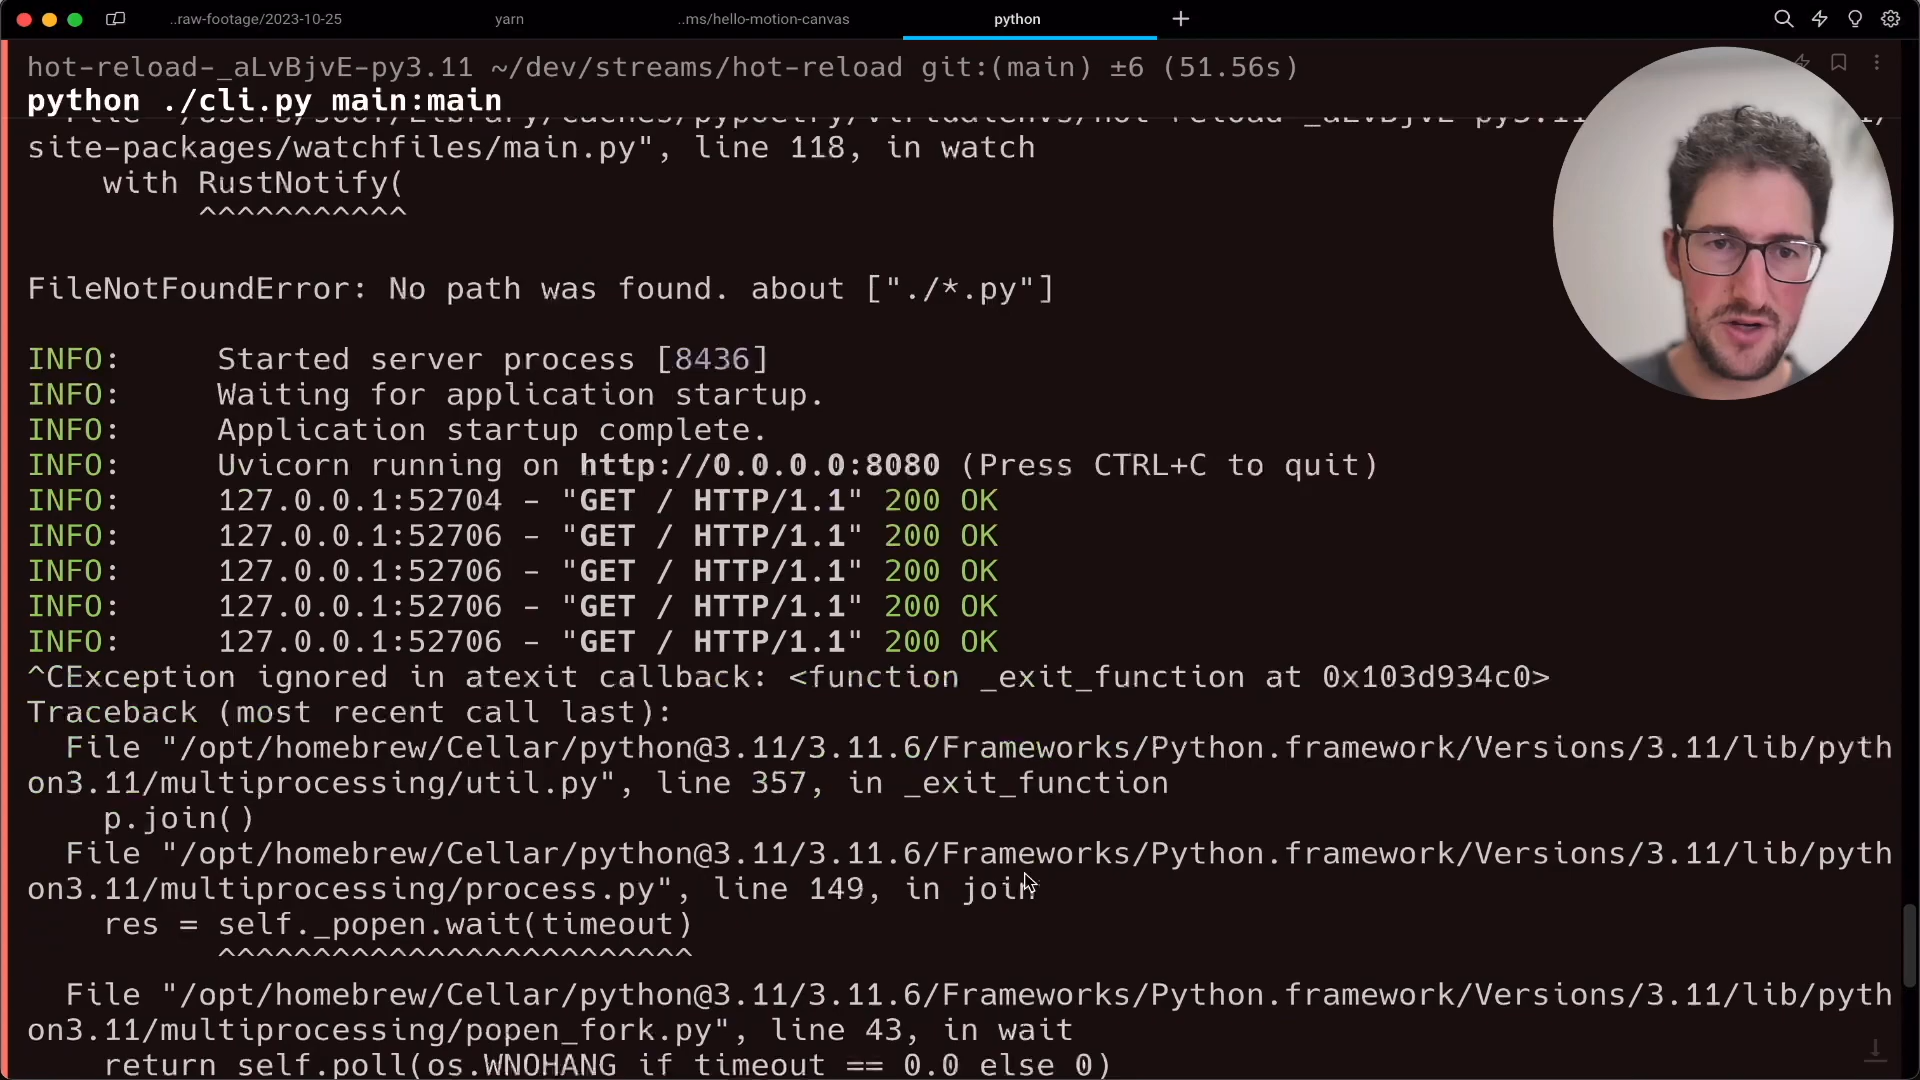 ..raw-footage/2023-10-25
yarn
..ms/hello-motion-canvas
python
hot-reload-_aLvBjvE-py3.11 ~/dev/streams/hot-reload git:(main) ±6 (51.56s)
python ./cli.py main:main
site-packages/watchfiles/main.py", line 118, in watch
with RustNotify(
^^^^^^^^^^^
FileNotFoundError: No path was found. about ["./*.py"]
INFO: Started server process [8436]
INFO: Waiting for application startup.
INFO: Application startup complete.
INFO: Uvicorn running on http://0.0.0.0:8080 (Press CTRL+C to quit)
INFO: 127.0.0.1:52704 - "GET / HTTP/1.1" 200 OK
INFO: 127.0.0.1:52706 - "GET / HTTP/1.1" 200 OK
INFO: 127.0.0.1:52706 - "GET / HTTP/1.1" 200 OK
INFO: 127.0.0.1:52706 - "GET / HTTP/1.1" 200 OK
INFO: 127.0.0.1:52706 - "GET / HTTP/1.1" 200 OK
^CException ignored in atexit callback: <function _exit_function at 0x103d934c0>
Traceback (most recent call last):
File "/opt/homebrew/Cellar/python@3.11/3.11.6/Frameworks/Python.framework/Versions/3.11/lib/pyth
on3.11/multiprocessing/util.py", line 357, in _exit_function
p.join()
File "/opt/homebrew/Cellar/python@3.11/3.11.6/Frameworks/Python.framework/Versions/3.11/lib/pyth
on3.11/multiprocessing/process.py", line 149, in join
res = self._popen.wait(timeout)
^^^^^^^^^^^^^^^^^^^^^^^^^
File "/opt/homebrew/Cellar/python@3.11/3.11.6/Frameworks/Python.framework/Versions/3.11/lib/pyth
on3.11/multiprocessing/popen_fork.py", line 43, in wait
return self.poll(os.WNOHANG if timeout == 0.0 else 0)